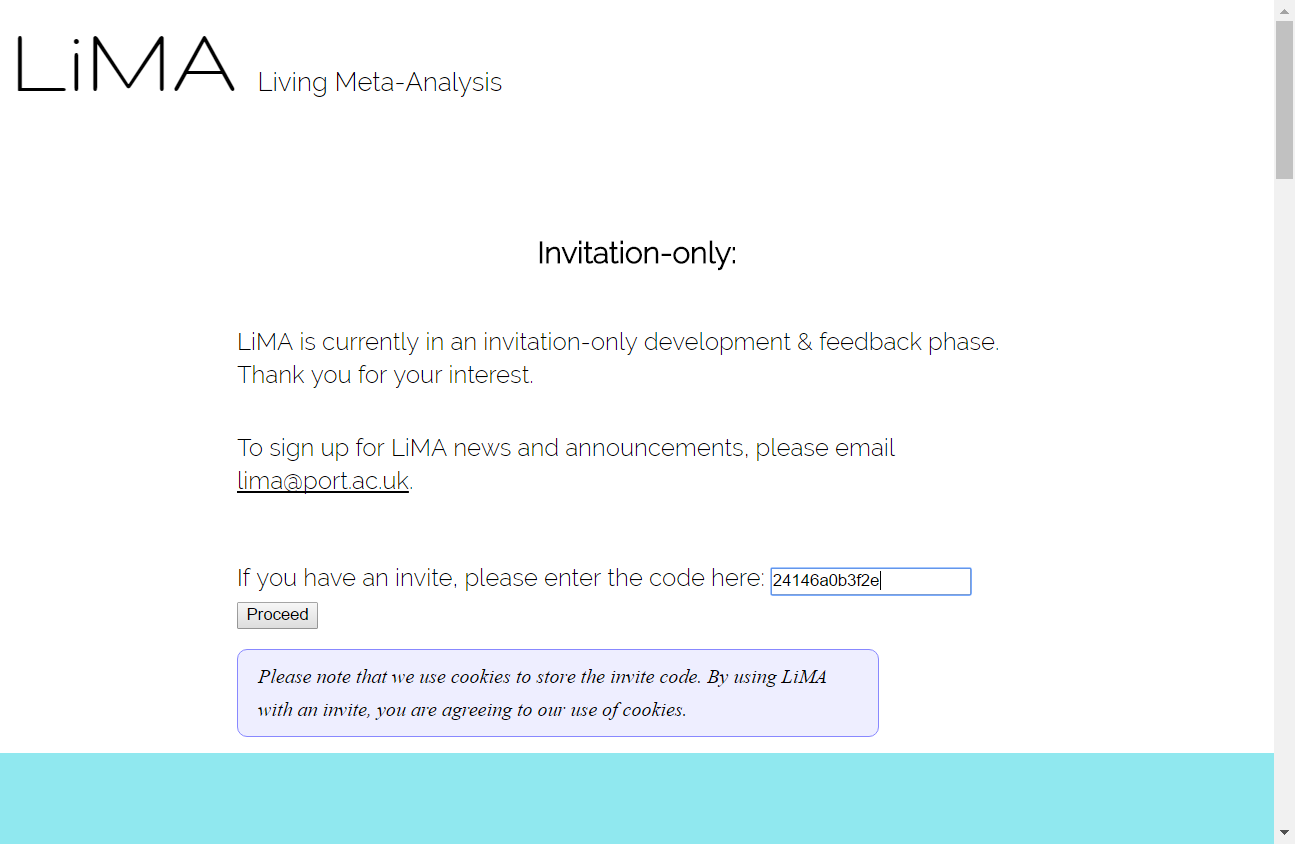 LiMA Living Meta-Analysis
Invitation-only:
LiMA is currently in an invitation-only development & feedback phase.
Thank you for your interest.
To sign up for LiMA news and announcements, please email
lima@port.ac.uk.
If you have an invite, please enter the code here: 24146a0b3f2e
Proceed
Please note that we use cookies to store the invite code. By using LiMA
with an invite, you are agreeing to our use of cookies.